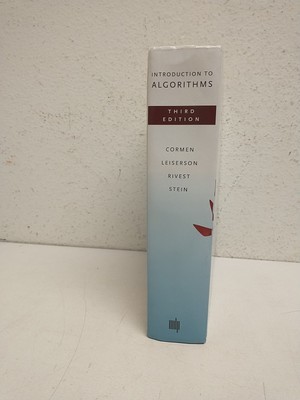 INTRODUCTION TO
ALGORITHMS
THIRD
EDITION
CORMEN
LEISERSON
RIVEST
STEIN